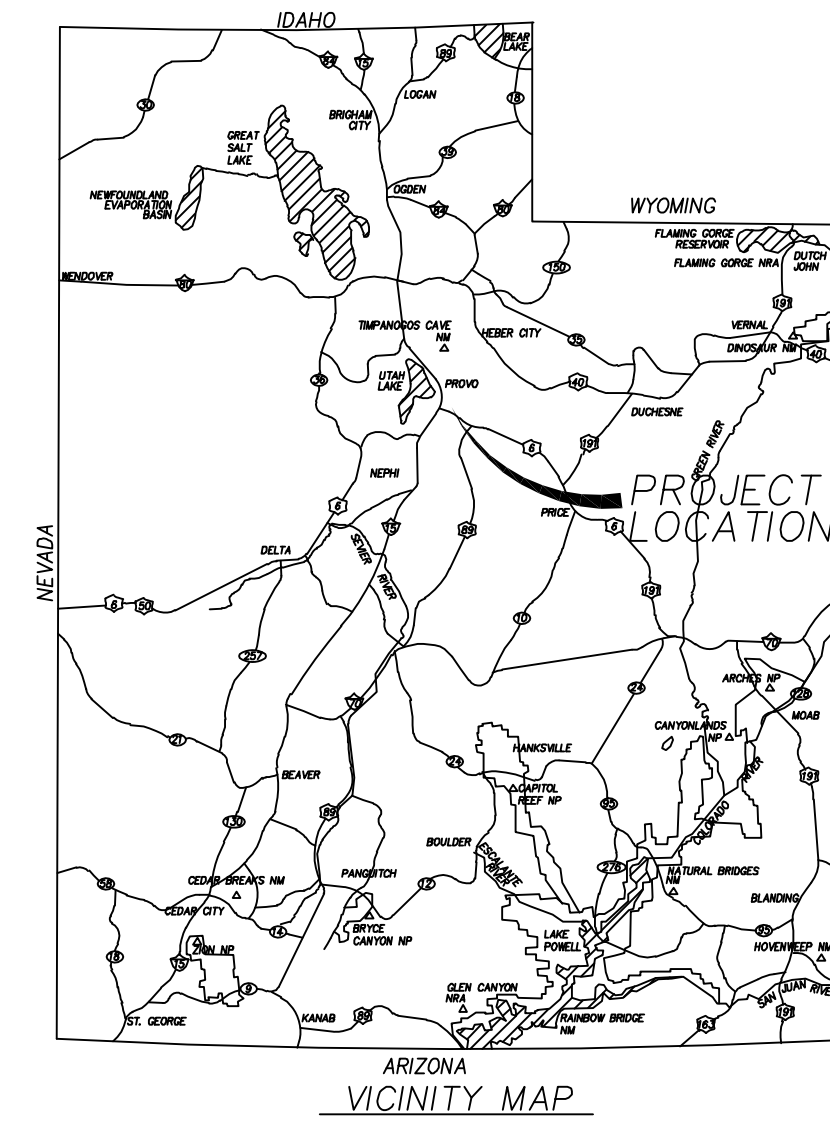 IDAHO
BEAR
LAKE
84
15
89
LOGAN
18
30
BRIGHAM
CITY
GREAT
SALT
LAKE
39
OGDEN
NEWFOUNDLAND
EVAPORATION
BASIN
84
80
WYOMING
FLAMING GORGE
RESERVOIR
FLAMING GORGE NRA
DUTCH
JOHN
WENDOVER
80
150
191
TIMPANOGOS CAVE
NM
HEBER CITY
VERNAL
35
DINOSAUR NM
40
36
UTAH
LAKE
PROVO
40
DUCHESNE
GREEN RIVER
6
191
NEPHI
PROJECT
LOCATION
6
PRICE
6
15
89
NEVADA
DELTA
SEVIER
RIVER
191
6
50
10
257
70
ARCHES NP
24
128
70
MOAB
CANYONLANDS
NP
21
HANKSVILLE
24
RIVER
191
BEAVER
CAPITOL
REEF NP
95
COLORADO
130
89
BOULDER
ESCALANTE
RIVER
276
NATURAL BRIDGES
NM
56
CEDAR BREAKS NM
PANGUITCH
12
BLANDING
CEDAR CITY
14
BRYCE
CANYON NP
LAKE
POWELL
95
HOVENWEEP NM
ZION NP
18
15
9
GLEN CANYON
NRA
SAN JUAN RIVE
ST. GEORGE
KANAB
89
RAINBOW BRIDGE
NM
163
191
ARIZONA
VICINITY MAP